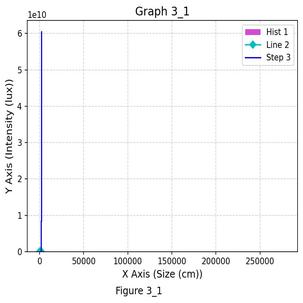 Graph 3_1
1e10
6
5
4
3
2
1
0
Y Axis (Intensity (lux))
Hist 1
Line 2
Step 3
0 50000 100000 150000 200000 250000
X Axis (Size (cm))
Figure 3_1